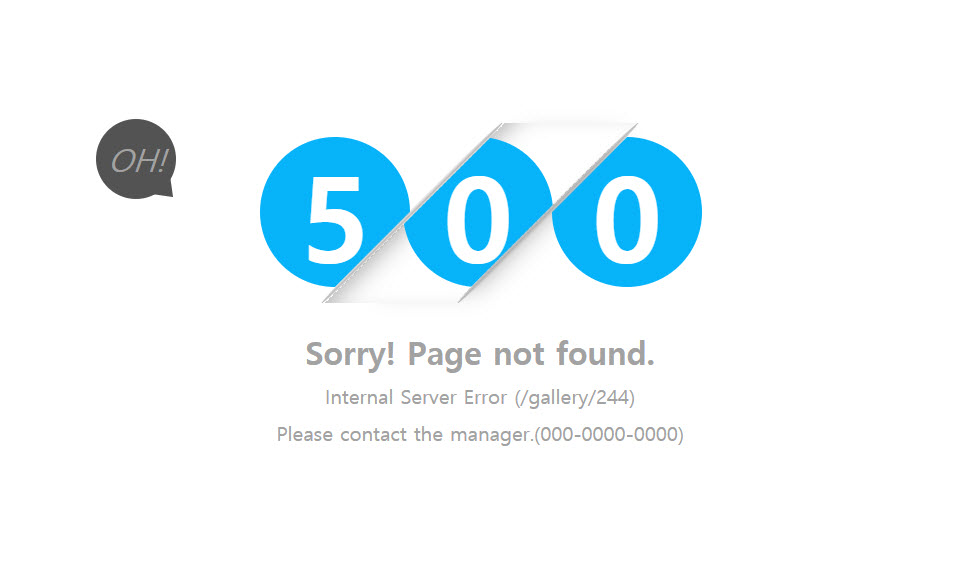 OH!
500
Sorry! Page not found.
Internal Server Error (/gallery/244)
Please contact the manager.(000-0000-0000)